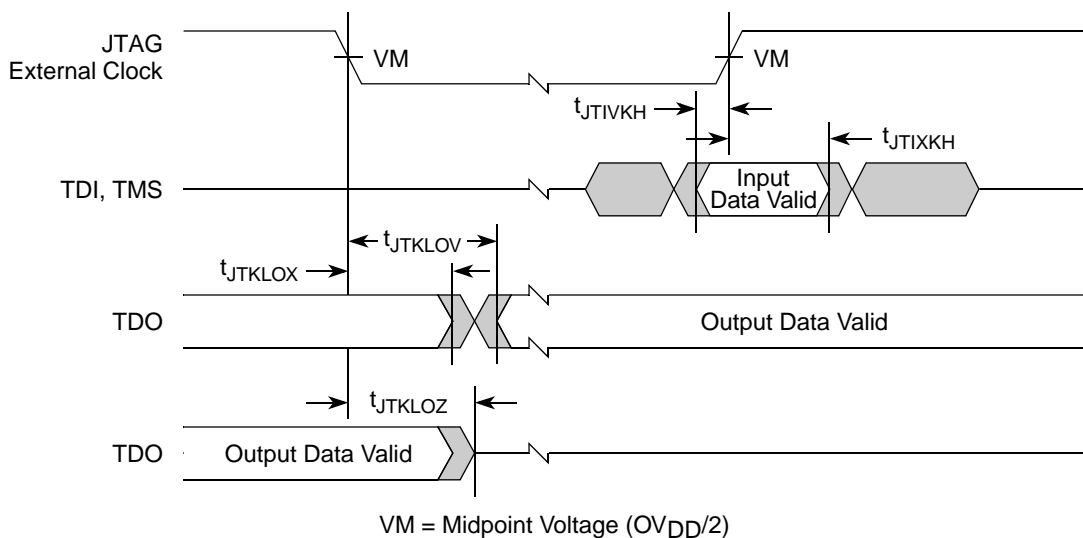 JTAG
External Clock
VM
VM
tJTIVKH
tJTIXKH
TDI, TMS
Input
Data Valid
tJTKLOV
tJTKLOX
TDO
Output Data Valid
tJTKLOZ
TDO
Output Data Valid
VM = Midpoint Voltage (OVDD/2)